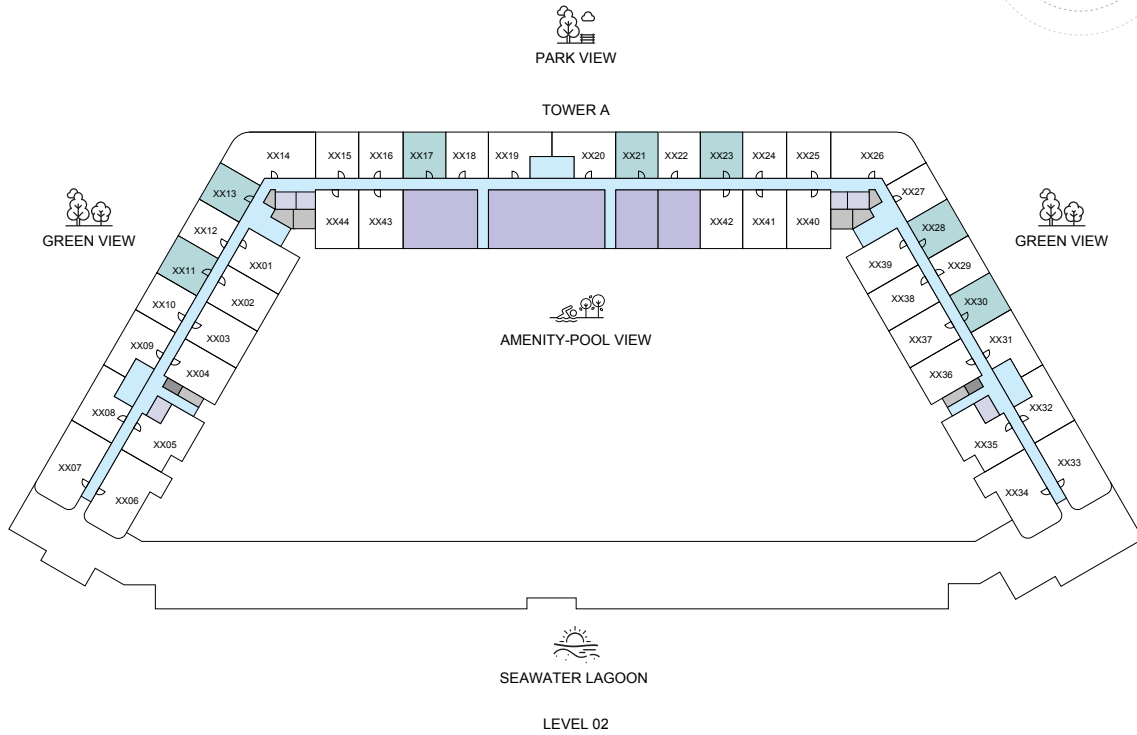 PARK VIEW
TOWER A
XX14
XX15
XX16
XX17
XX18
XX19
XX20
XX21
XX22
XX23
XX24
XX25
XX26
XX13
XX27
XX44
XX43
XX42
XX41
XX40
XX12
XX28
GREEN VIEW
GREEN VIEW
XX11
XX01
XX39
XX29
XX10
XX02
XX38
XX30
XX09
XX03
XX37
XX31
AMENITY-POOL VIEW
XX04
XX36
XX08
XX32
XX05
XX35
XX07
XX33
XX06
XX34
SEAWATER LAGOON
LEVEL 02